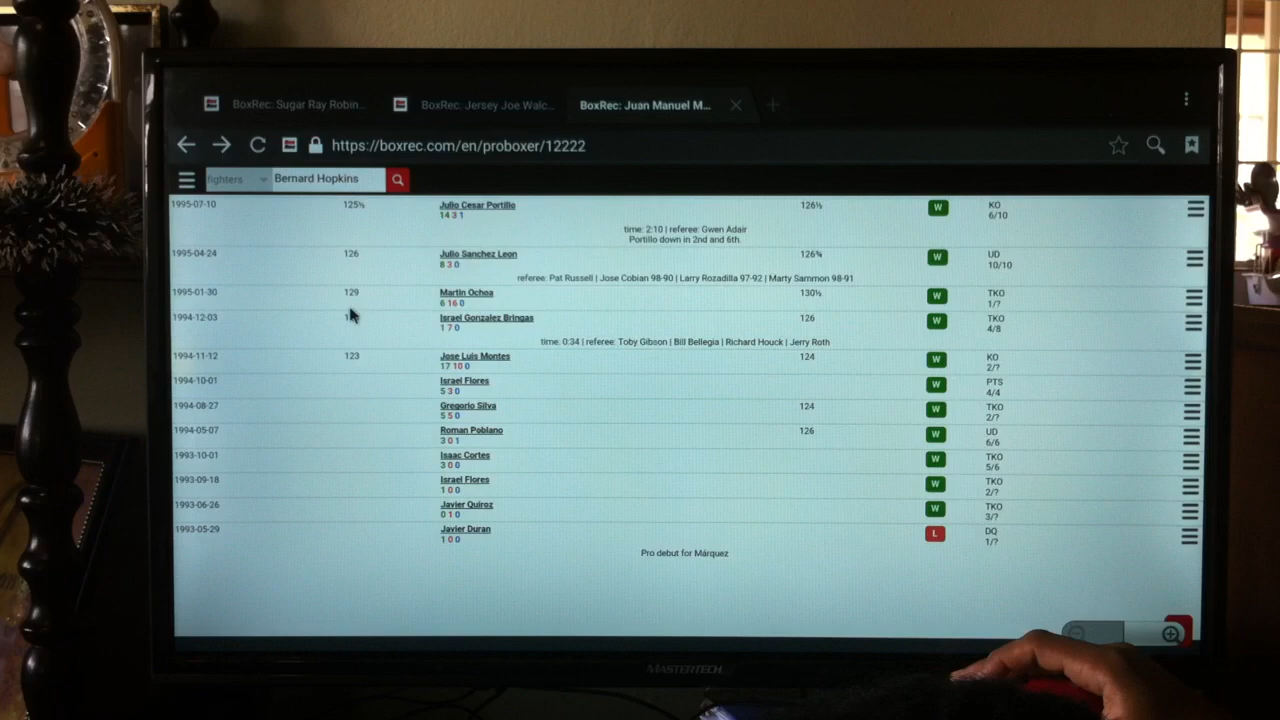 BoxRec: Sugar Ray Robin... BoxRec: Jersey Joe Walc... BoxRec: Juan Manuel M...
https://boxrec.com/en/proboxer/12222
fighters Bernard Hopkins
1995-07-10 125¾ Julio Cesar Portillo 126½ W KO
14 3 1 6/10
time: 2:10 | referee: Gwen Adair
Portillo down in 2nd and 6th.
1995-04-24 126 Julio Sanchez Leon 126¾ W UD
8 3 0 10/10
referee: Pat Russell | Jose Cobian 98-90 | Larry Rozadilla 97-92 | Marty Sammon 98-91
1995-01-30 129 Martin Ochoa 130½ W TKO
6 16 0 1/?
1994-12-03 Israel Gonzalez Bringas 126 W TKO
1 7 0 4/8
time: 0:34 | referee: Toby Gibson | Bill Bellegia | Richard Houck | Jerry Roth
1994-11-12 123 Jose Luis Montes 124 W KO
17 10 0 2/?
1994-10-01 Israel Flores W PTS
5 3 0 4/4
1994-08-27 Gregorio Silva 124 W TKO
5 5 0 2/?
1994-05-07 Roman Poblano 126 W UD
3 0 1 6/6
1993-10-01 Isaac Cortes W TKO
3 0 0 5/6
1993-09-18 Israel Flores W TKO
1 0 0 2/?
1993-06-26 Javier Quiroz W TKO
0 1 0 3/?
1993-05-29 Javier Duran L DQ
1 0 0 1/?
Pro debut for Márquez
MASTERTECH